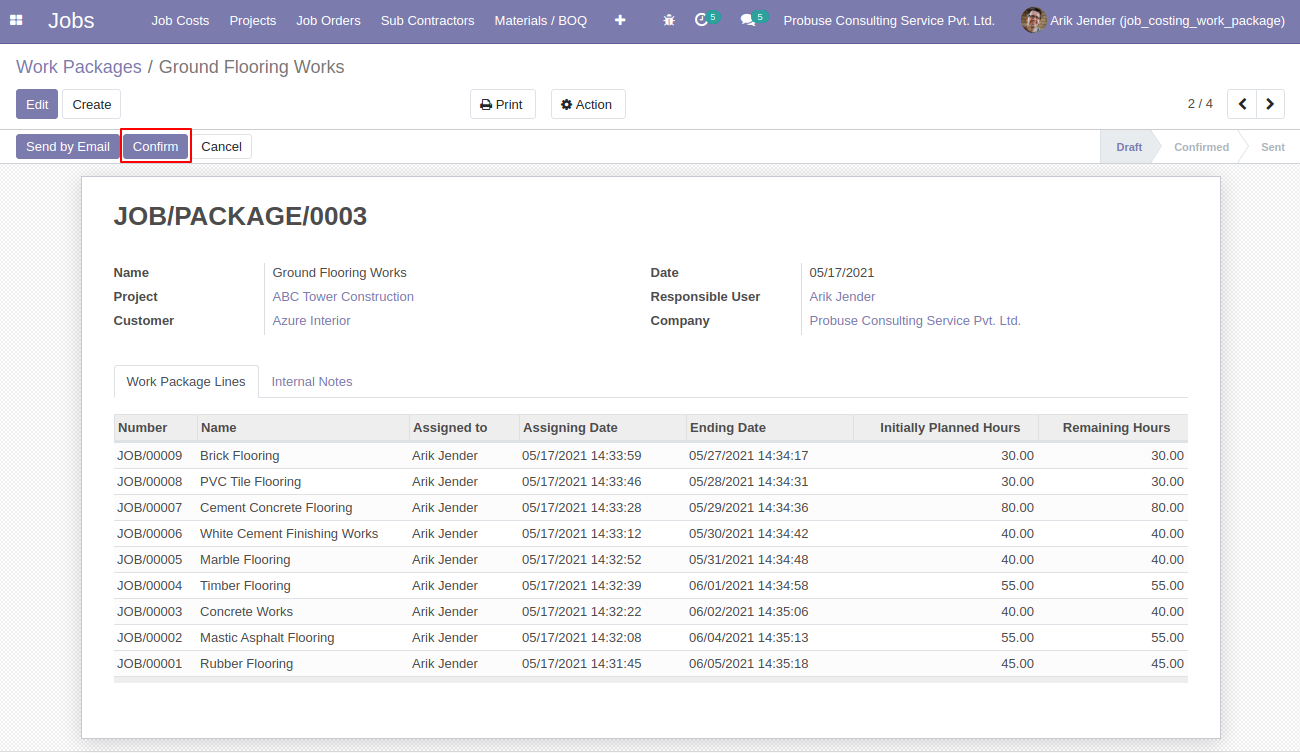 Jobs Job Costs Projects Job Orders Sub Contractors Materials / BOQ 5 5 Probuse Consulting Service Pvt. Ltd. Arik Jender (job_costing_work_package)
Work Packages / Ground Flooring Works
Edit Create Print Action 2 / 4
Send by Email Confirm Cancel Draft Confirmed Sent
JOB/PACKAGE/0003
Name Ground Flooring Works Date 05/17/2021
Project ABC Tower Construction Responsible User Arik Jender
Customer Azure Interior Company Probuse Consulting Service Pvt. Ltd.
Work Package Lines Internal Notes
Number Name Assigned to Assigning Date Ending Date Initially Planned Hours Remaining Hours
JOB/00009 Brick Flooring Arik Jender 05/17/2021 14:33:59 05/27/2021 14:34:17 30.00 30.00
JOB/00008 PVC Tile Flooring Arik Jender 05/17/2021 14:33:46 05/28/2021 14:34:31 30.00 30.00
JOB/00007 Cement Concrete Flooring Arik Jender 05/17/2021 14:33:28 05/29/2021 14:34:36 80.00 80.00
JOB/00006 White Cement Finishing Works Arik Jender 05/17/2021 14:33:12 05/30/2021 14:34:42 40.00 40.00
JOB/00005 Marble Flooring Arik Jender 05/17/2021 14:32:52 05/31/2021 14:34:48 40.00 40.00
JOB/00004 Timber Flooring Arik Jender 05/17/2021 14:32:39 06/01/2021 14:34:58 55.00 55.00
JOB/00003 Concrete Works Arik Jender 05/17/2021 14:32:22 06/02/2021 14:35:06 40.00 40.00
JOB/00002 Mastic Asphalt Flooring Arik Jender 05/17/2021 14:32:08 06/04/2021 14:35:13 55.00 55.00
JOB/00001 Rubber Flooring Arik Jender 05/17/2021 14:31:45 06/05/2021 14:35:18 45.00 45.00